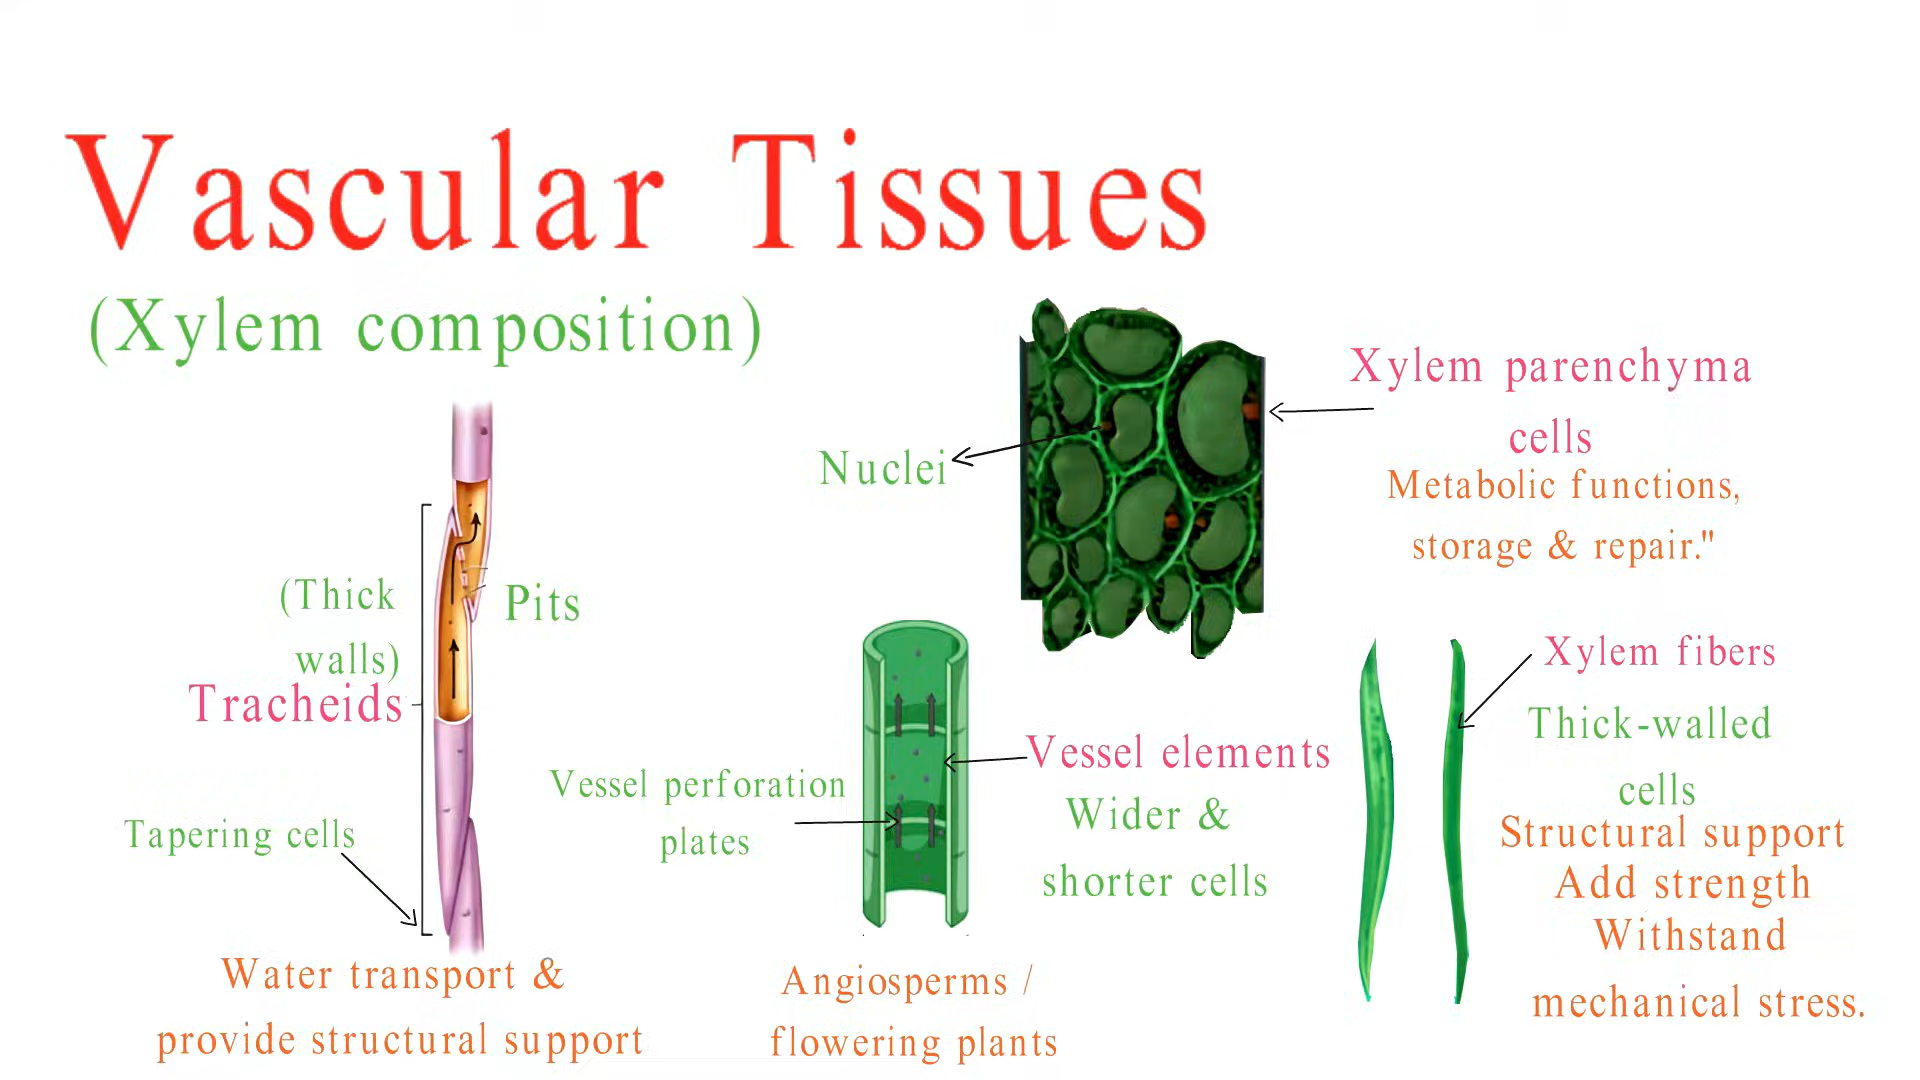 Vascular Tissues
(Xylem composition)
Xylem parenchyma
cells
Metabolic functions,
storage & repair."
Nuclei
(Thick
walls)
Tracheids
Pits
Tapering cells
Water transport &
provide structural support
Vessel perforation
plates
Vessel elements
Wider &
shorter cells
Angiosperms /
flowering plants
Xylem fibers
Thick-walled
cells
Structural support
Add strength
Withstand
mechanical stress.